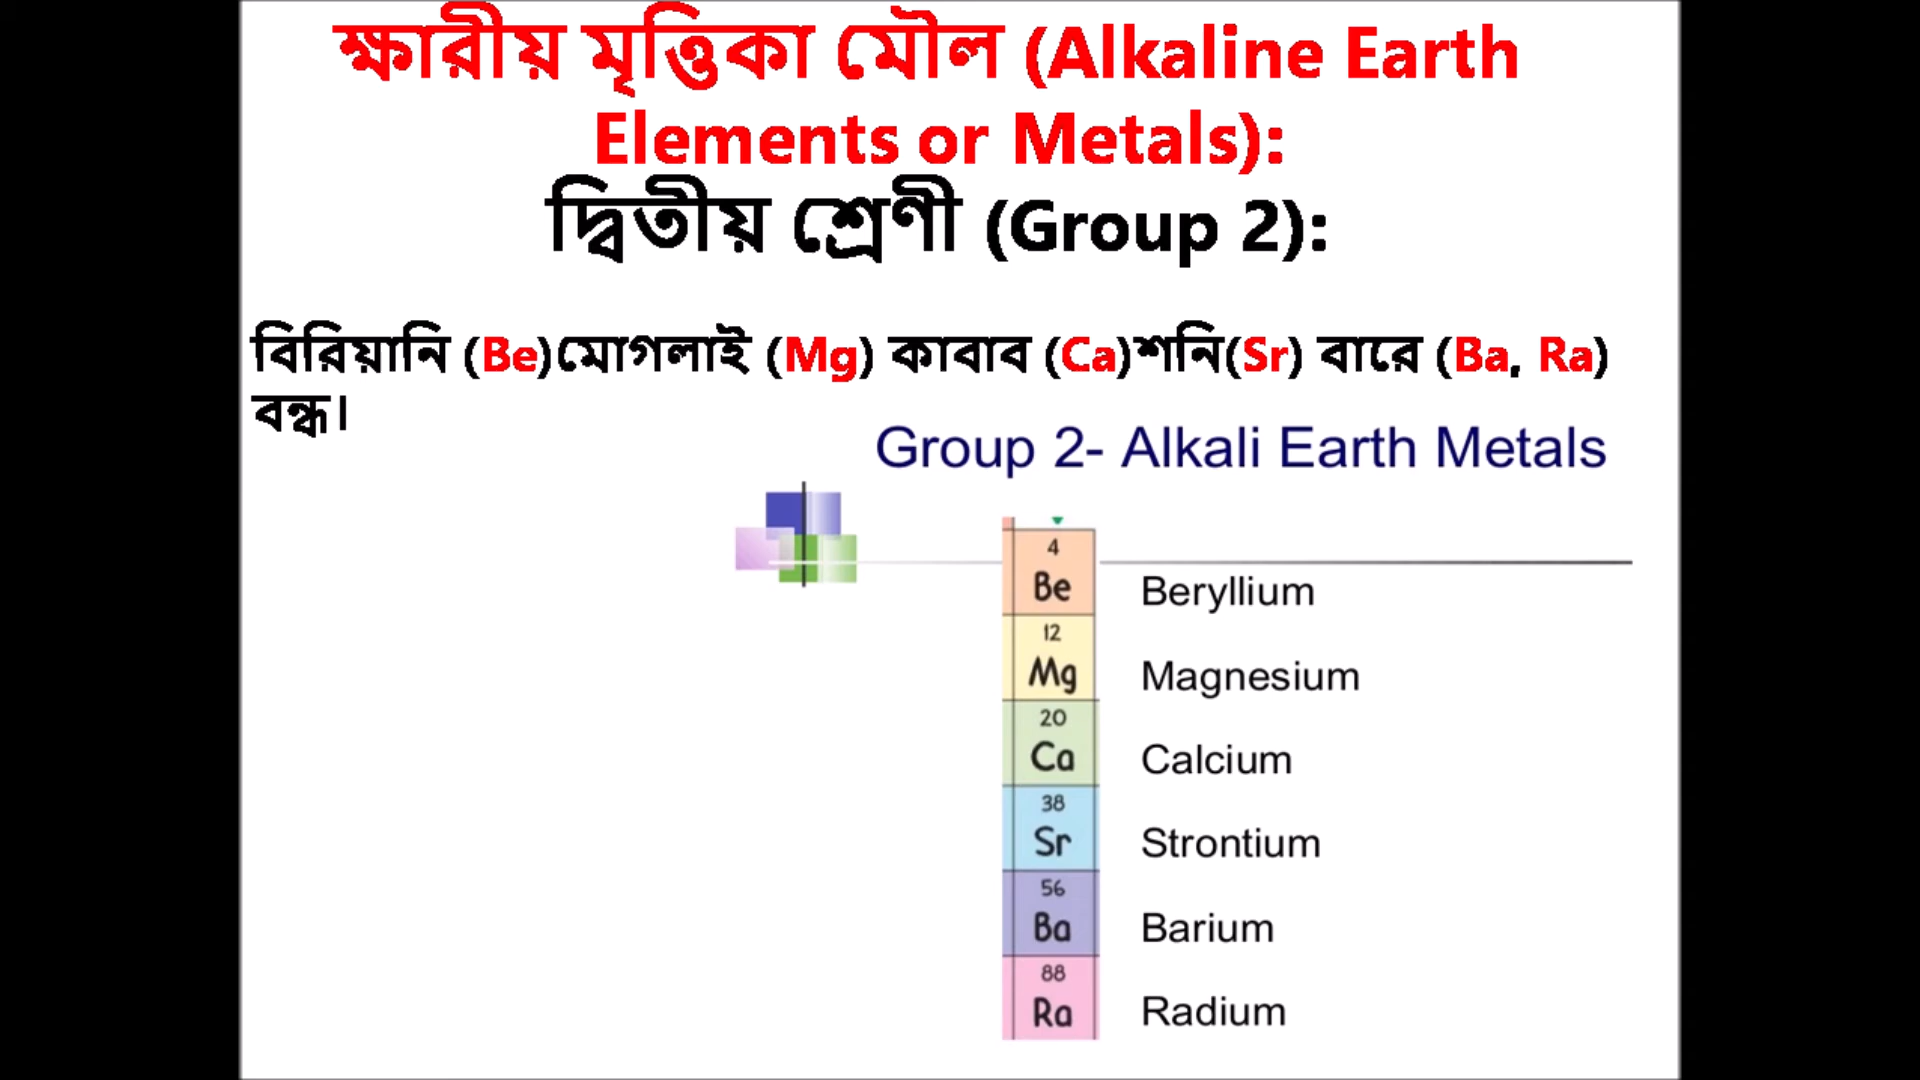 ক্ষারীয় মৃত্তিকা মৌল (Alkaline Earth
Elements or Metals):
দ্বিতীয় শ্রেণী (Group 2):
বিরিয়ানি (Be)মোগলাই (Mg) কাবাব (Ca)শনি(Sr) বারে (Ba, Ra)
বন্ধ।
Group 2- Alkali Earth Metals
4
Be Beryllium
12
Mg Magnesium
20
Ca Calcium
38
Sr Strontium
56
Ba Barium
88
Ra Radium